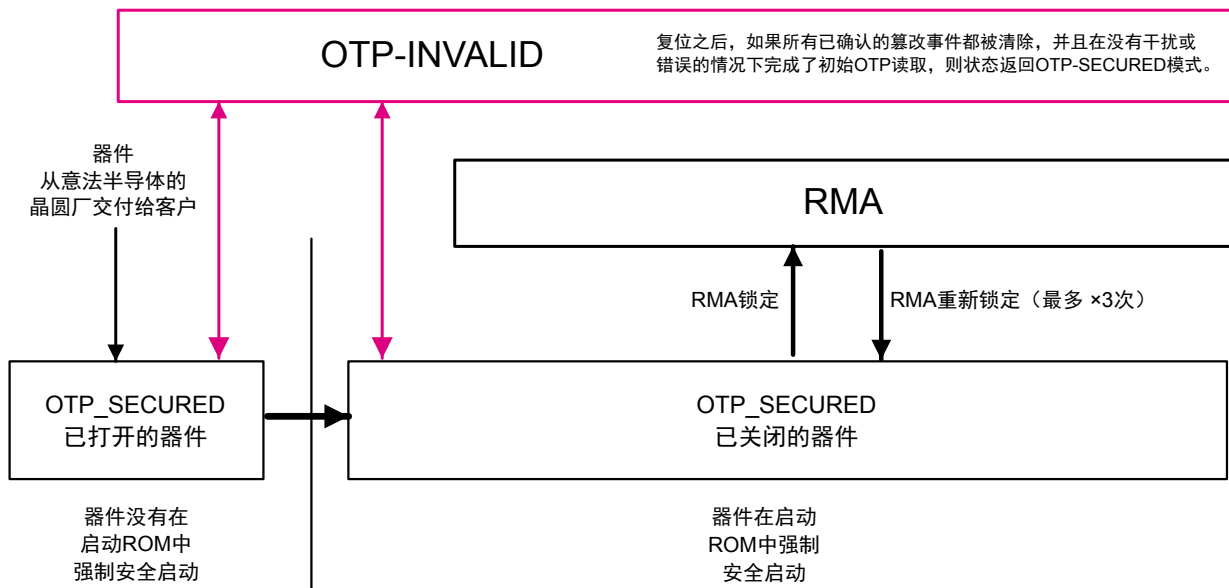 OTP-INVALID
复位之后，如果所有已确认的篡改事件都被清除，并且在没有干扰或
错误的情况下完成了初始OTP读取，则状态返回OTP-SECURED模式。
器件
从意法半导体的
晶圆厂交付给客户
RMA
RMA锁定
RMA重新锁定（最多 ×3次）
OTP_SECURED
已打开的器件
OTP_SECURED
已关闭的器件
器件没有在
启动ROM中
强制安全启动
器件在启动
ROM中强制
安全启动